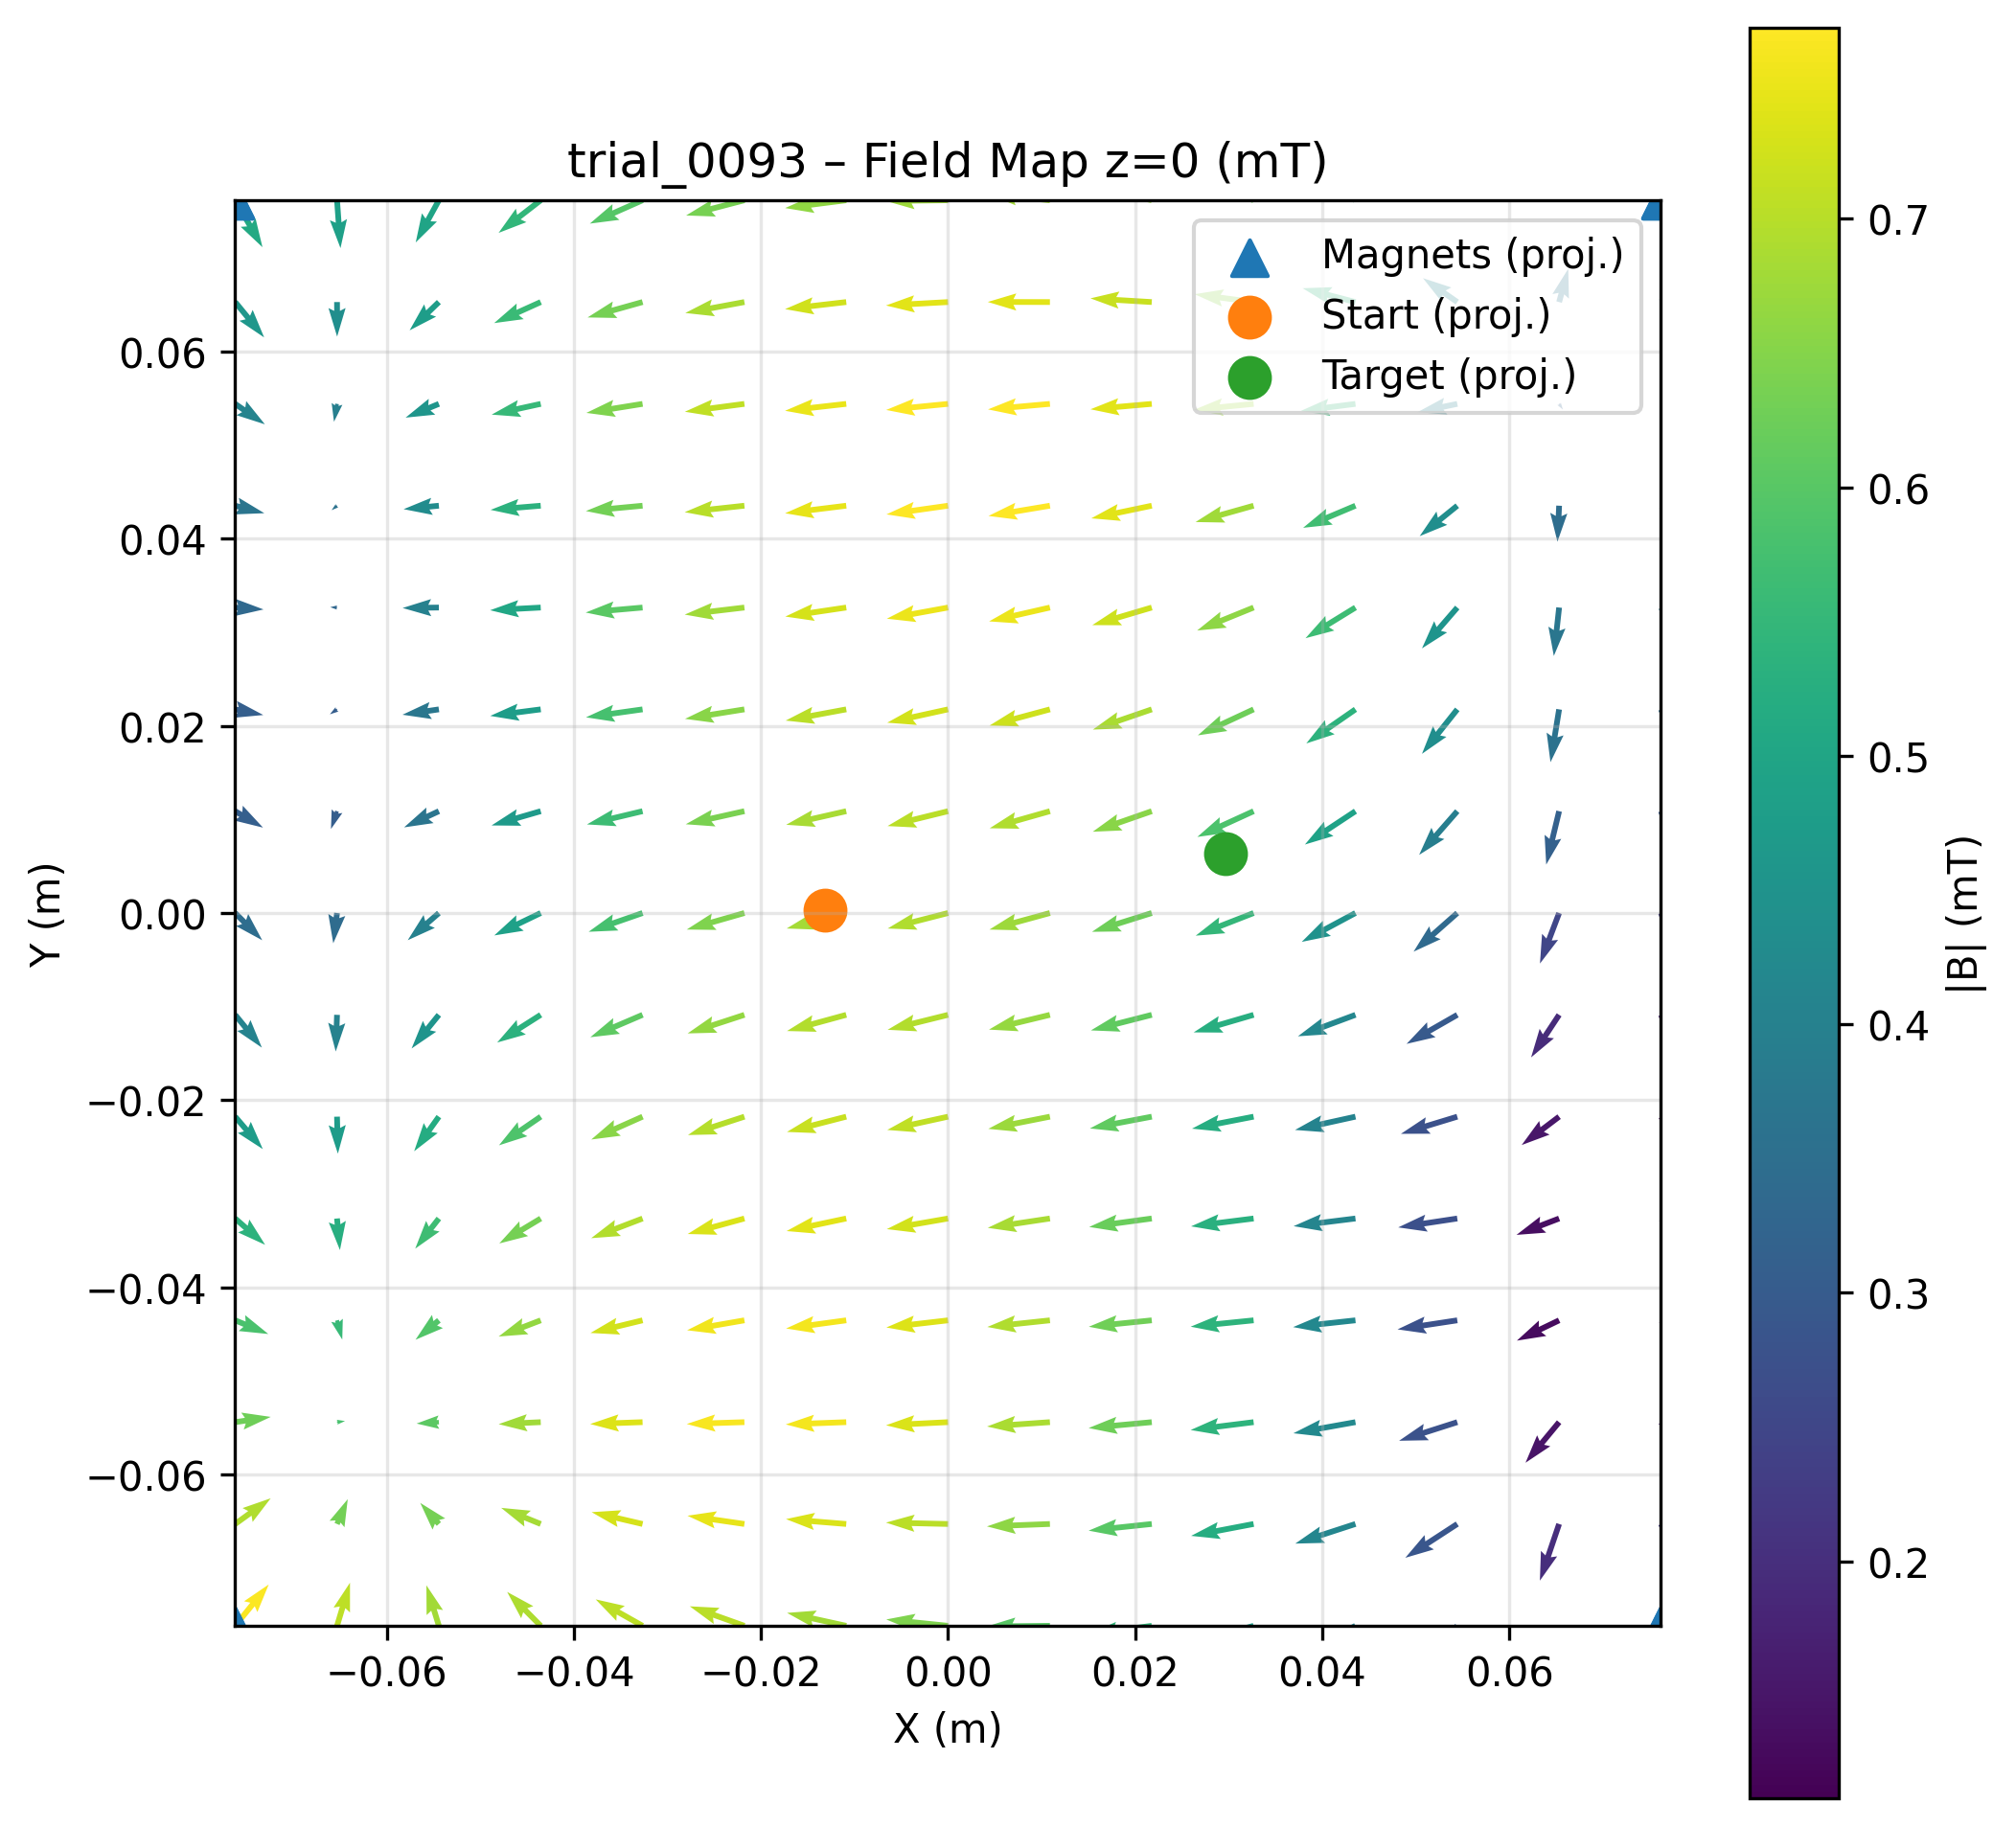 trial_0093 – Field Map z=0 (mT)
Magnets (proj.)
Start (proj.)
Target (proj.)
0.06
0.04
0.02
0.00
−0.02
−0.04
−0.06
Y (m)
−0.06
−0.04
−0.02
0.00
0.02
0.04
0.06
X (m)
0.7
0.6
0.5
0.4
0.3
0.2
|B| (mT)